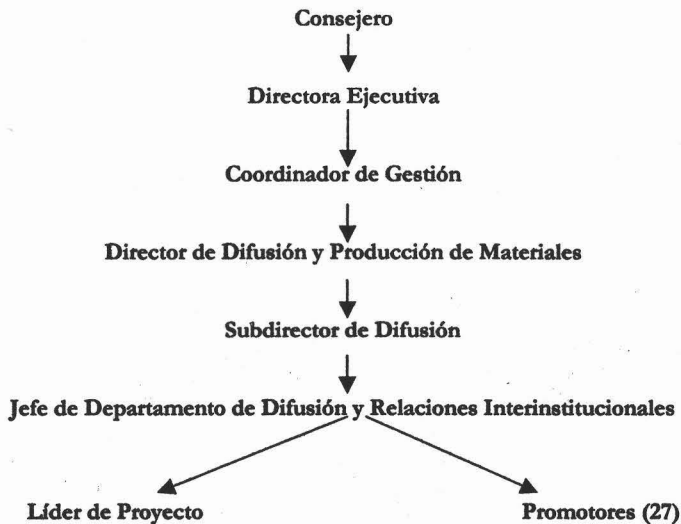 Consejero
Directora Ejecutiva
Coordinador de Gestión
Director de Difusión y Producción de Materiales
Subdirector de Difusión
Jefe de Departamento de Difusión y Relaciones Interinstitucionales
Líder de Proyecto Promotores (27)